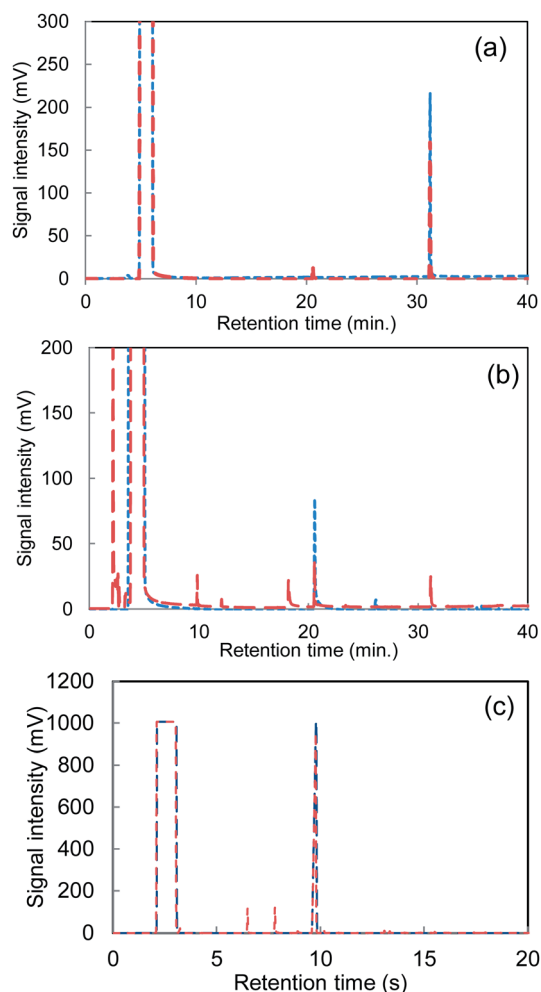 (a)
Signal intensity (mV)
300
250
200
150
100
50
0
0 10 20 30 40
Retention time (min.)
(b)
Signal intensity (mV)
200
150
100
50
0
0 10 20 30 40
Retention time (min.)
(c)
Signal intensity (mV)
1200
1000
800
600
400
200
0
0 5 10 15 20
Retention time (s)